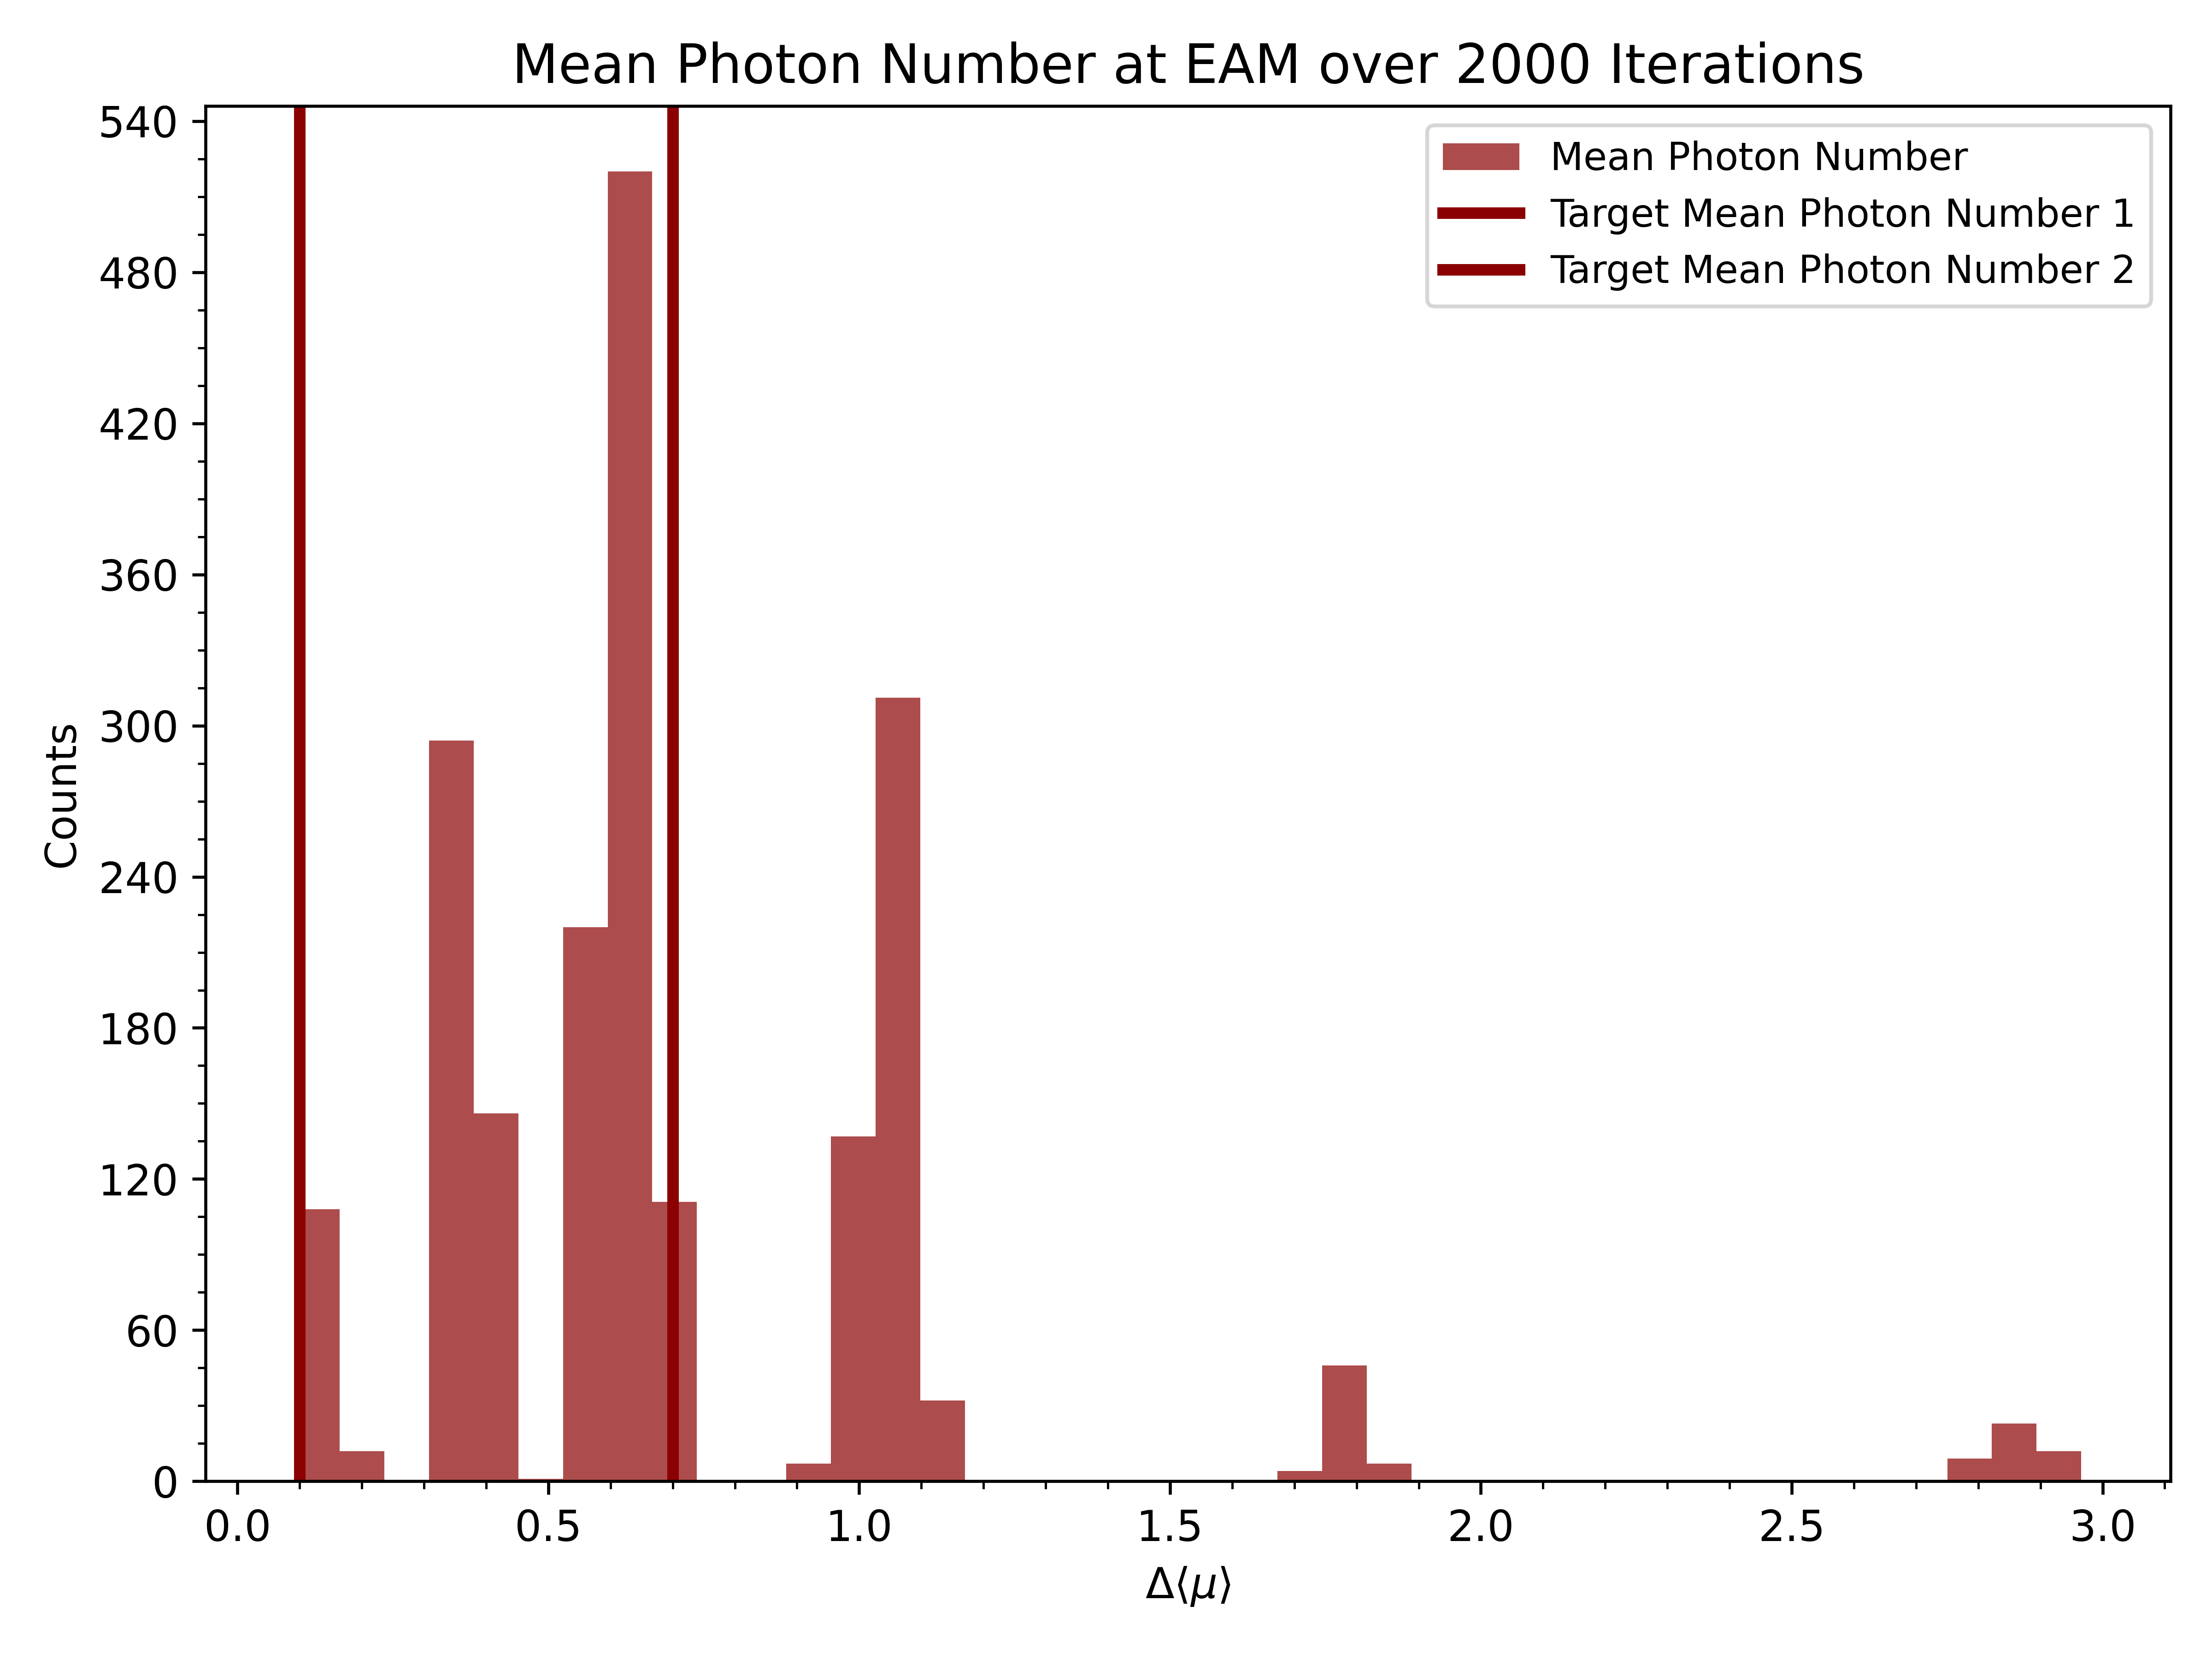 Mean Photon Number at EAM over 2000 Iterations
Mean Photon Number
Target Mean Photon Number 1
Target Mean Photon Number 2
540
480
420
360
300
240
180
120
60
0
Counts
0.0 0.5 1.0 1.5 2.0 2.5 3.0
Δ⟨μ⟩